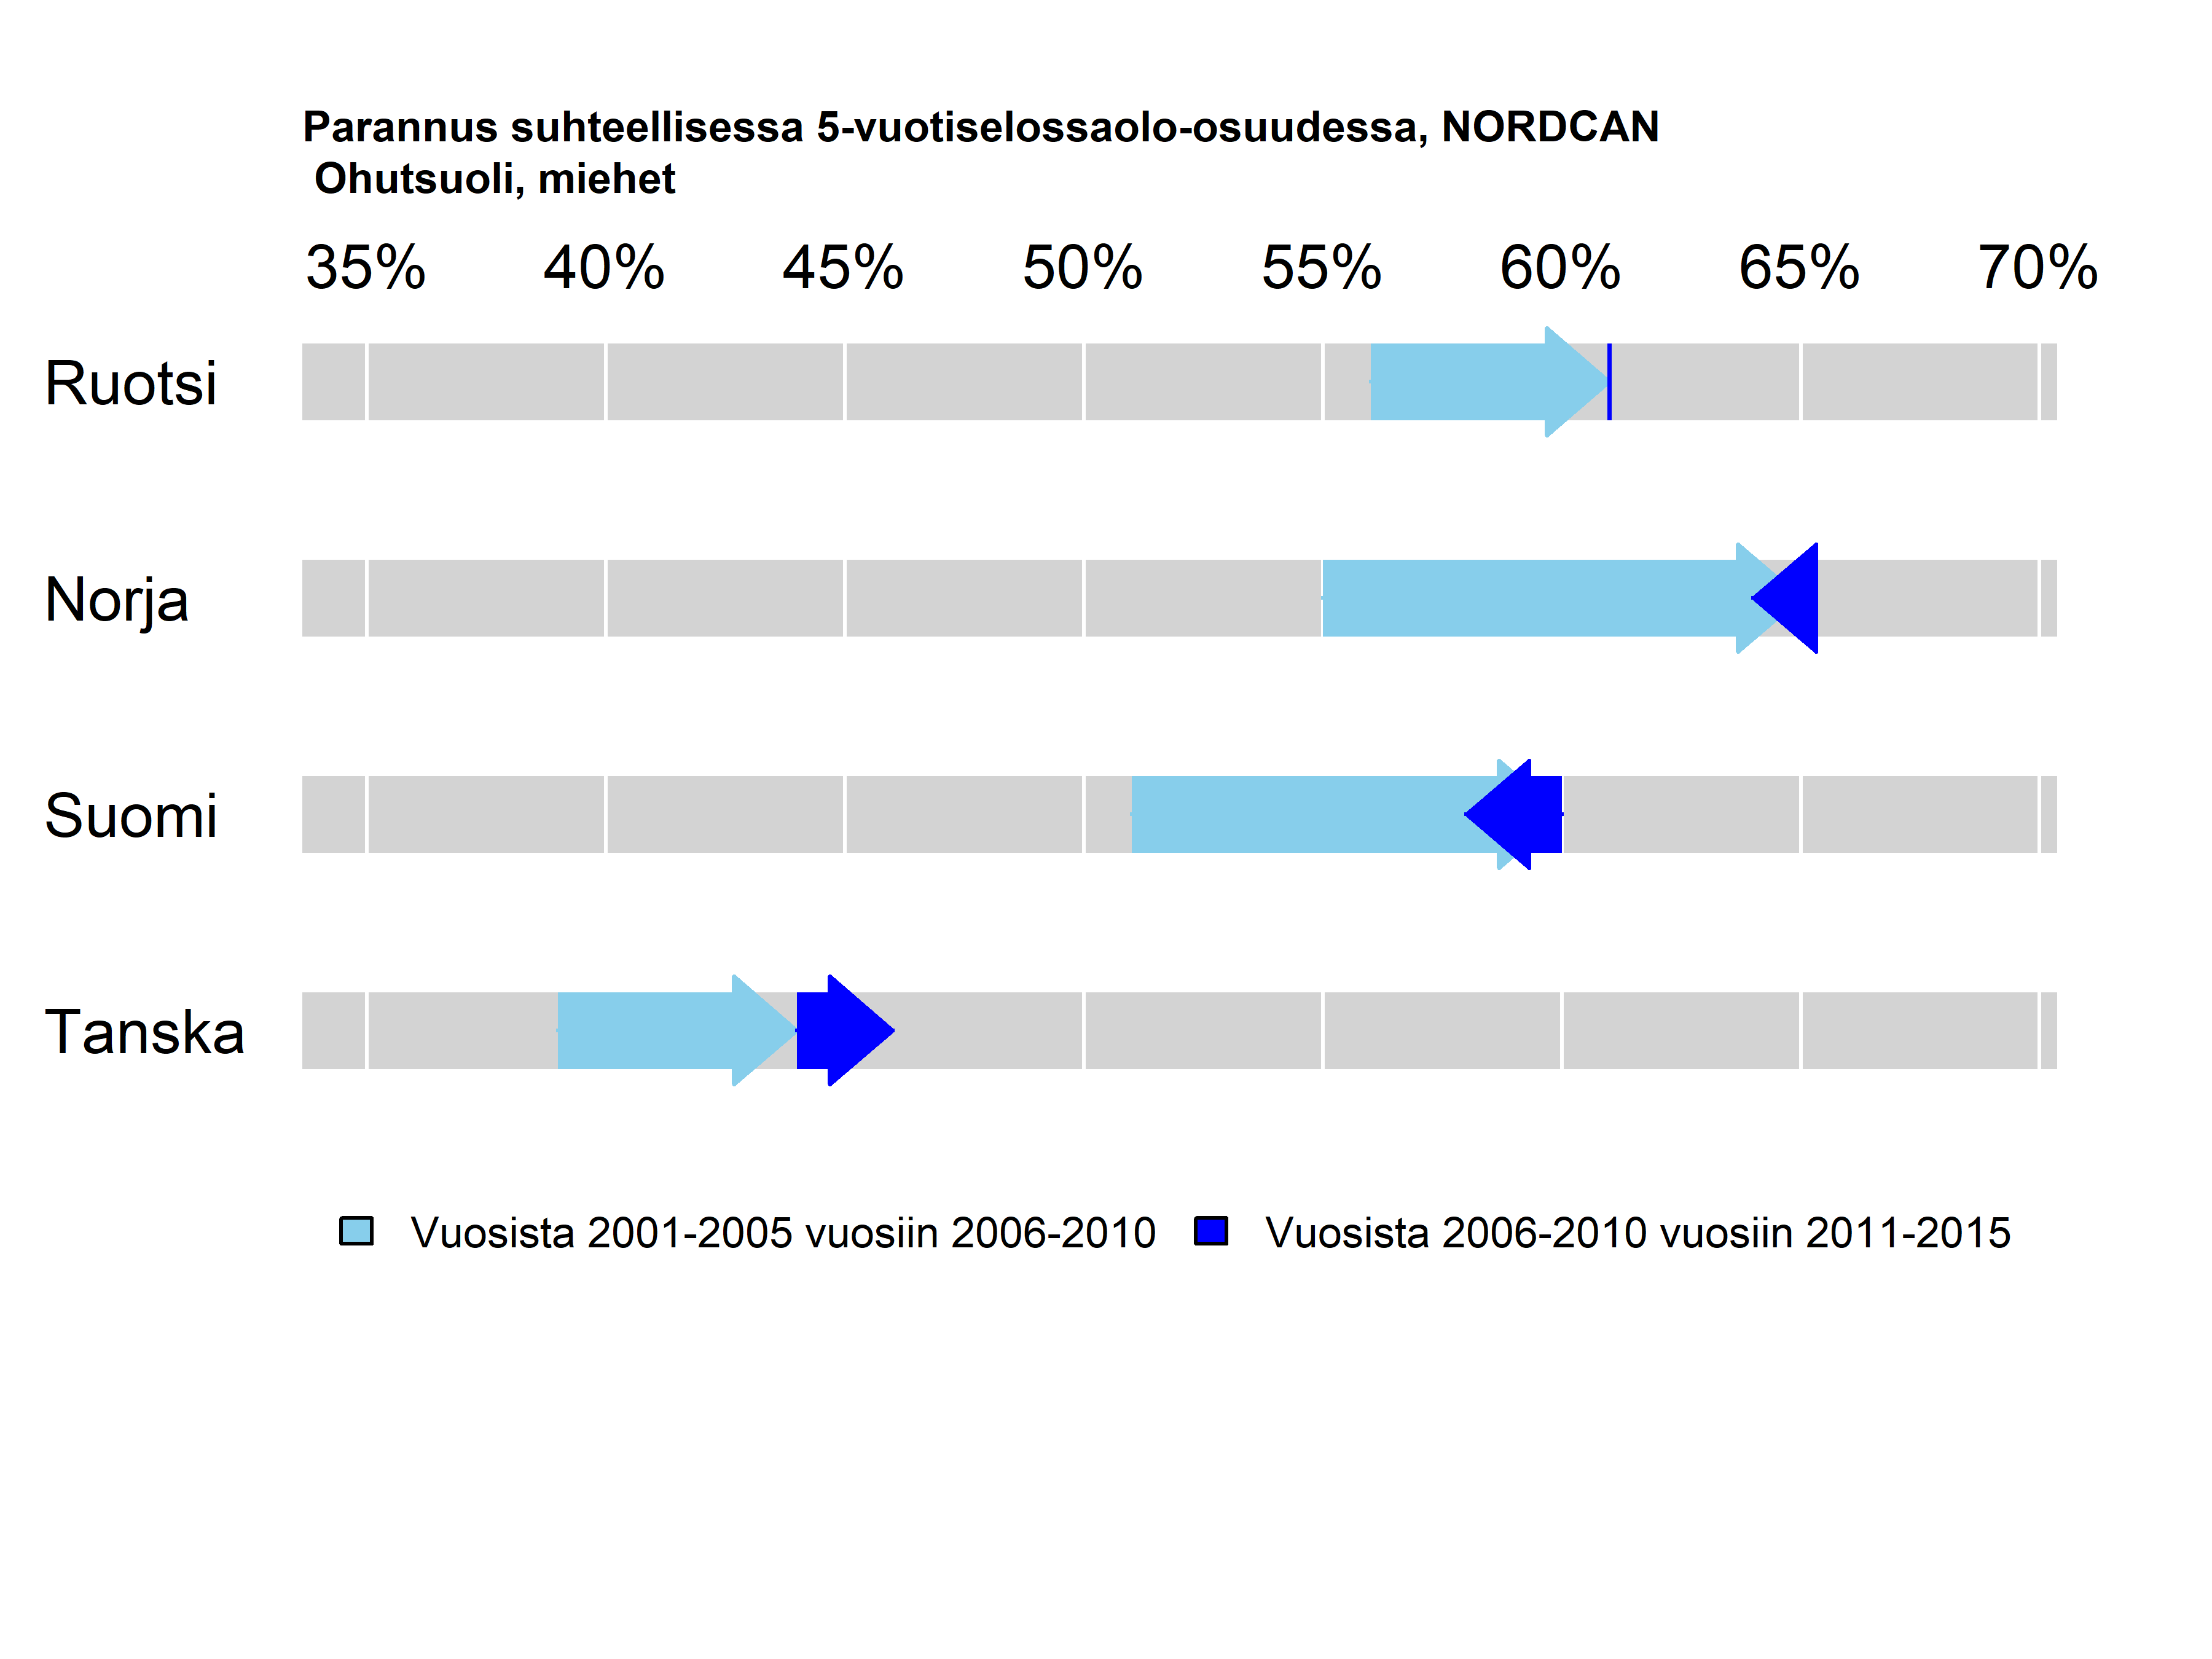 Parannus suhteellisessa 5-vuotiselossaolo-osuudessa, NORDCAN
Ohutsuoli, miehet
35% 40% 45% 50% 55% 60% 65% 70%
Ruotsi
Norja
Suomi
Tanska
Vuosista 2001-2005 vuosiin 2006-2010 Vuosista 2006-2010 vuosiin 2011-2015